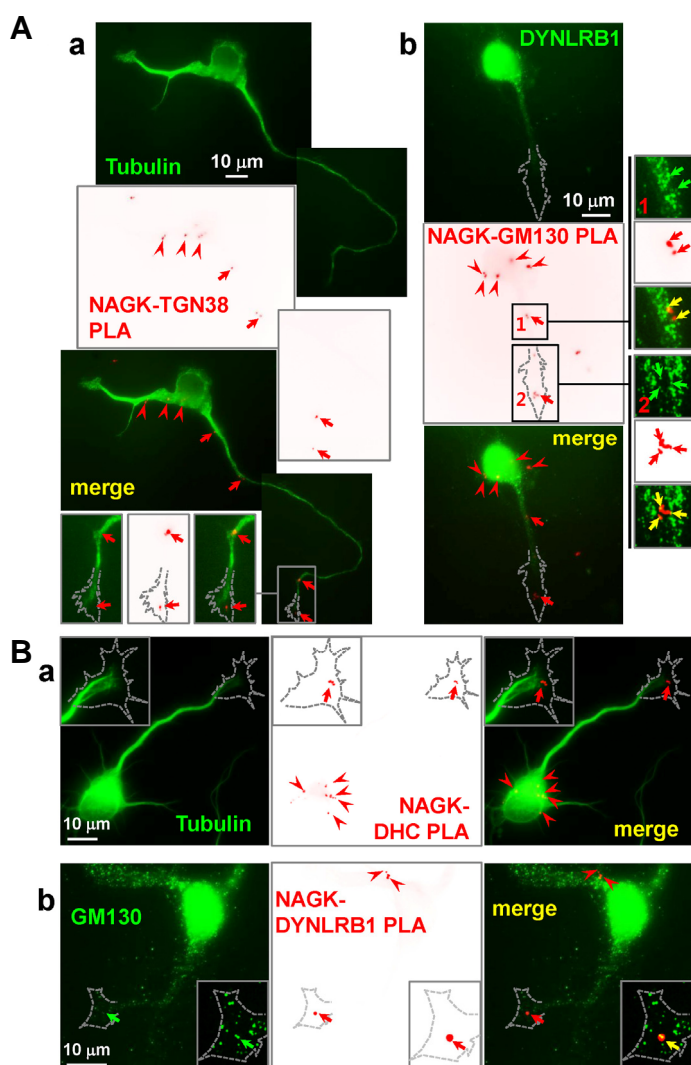 A
a
Tubulin
10 µm
NAGK-TGN38
PLA
merge
b
DYNLRB1
10 µm
NAGK-GM130 PLA
1
2
merge
1
2
B
a
Tubulin
10 µm
NAGK-
DHC PLA
merge
b
GM130
10 µm
NAGK-
DYNLRB1 PLA
merge